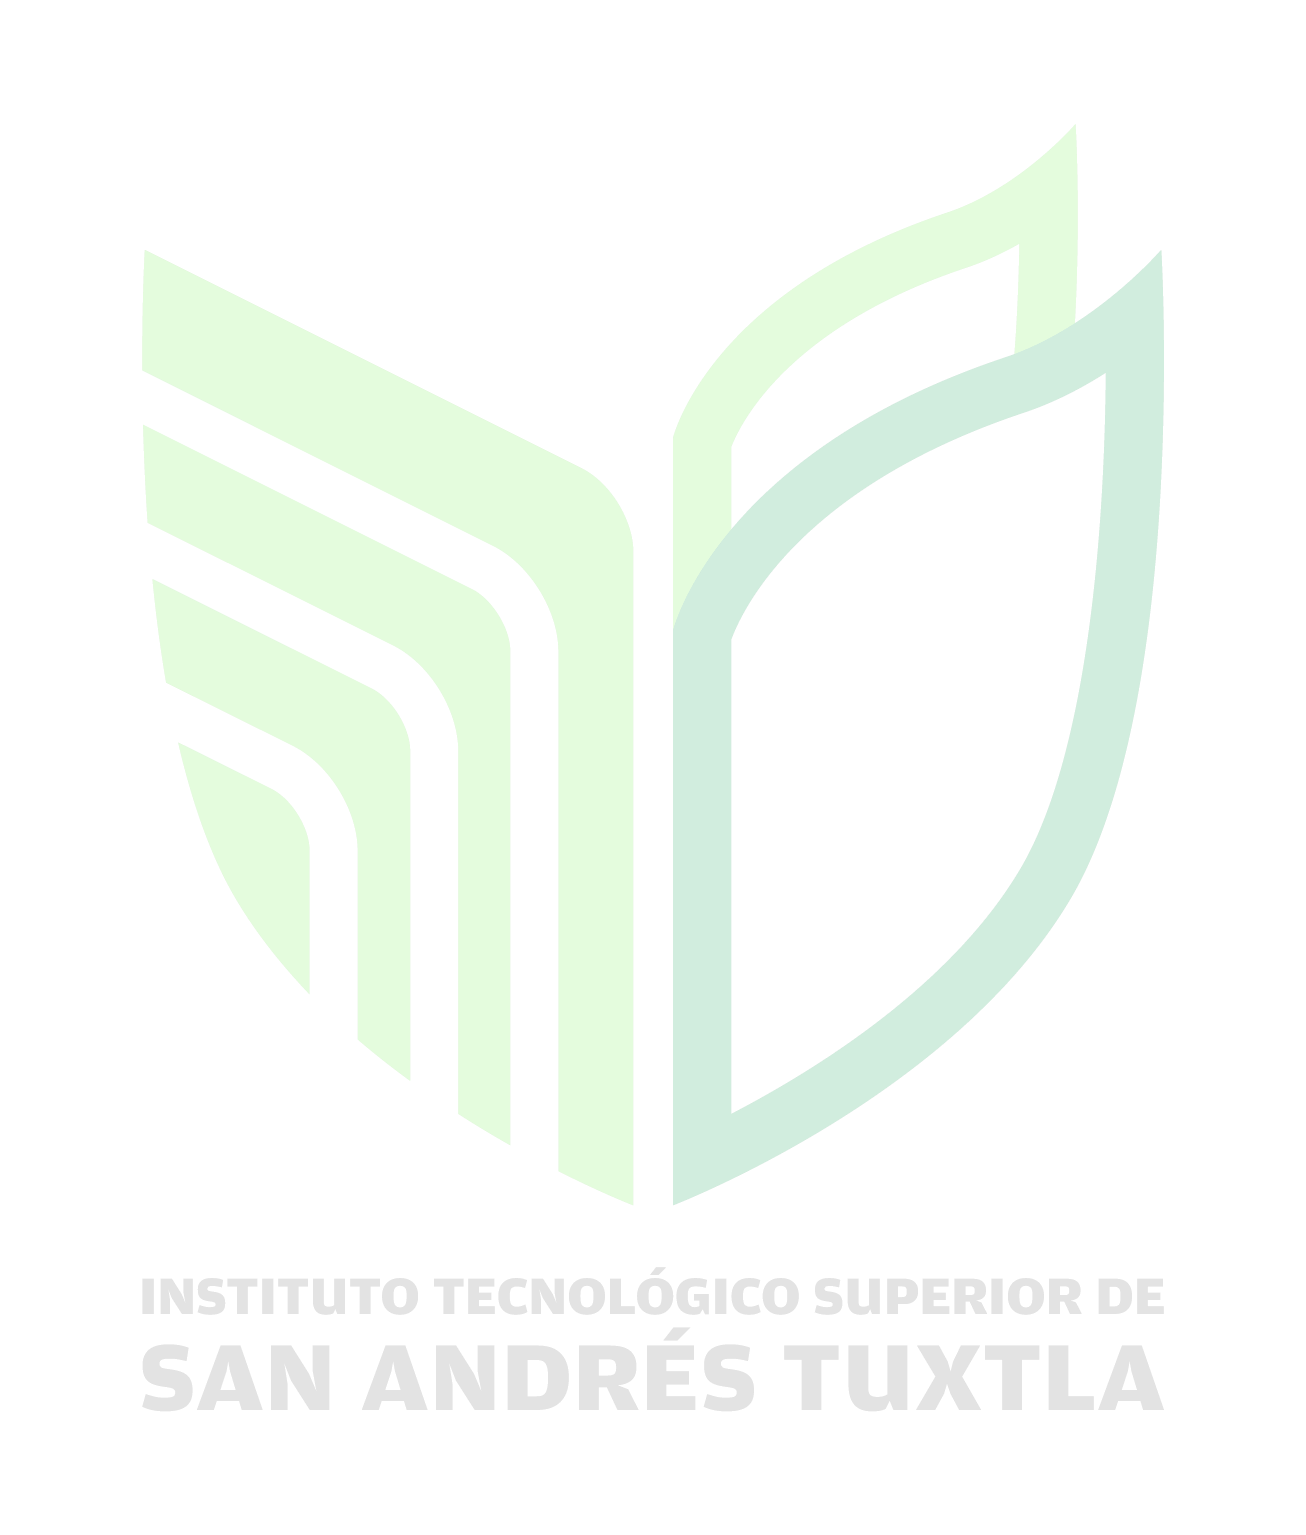 INSTITUTO TECNOLÓGICO SUPERIOR DE
SAN ANDRÉS TUXTLA